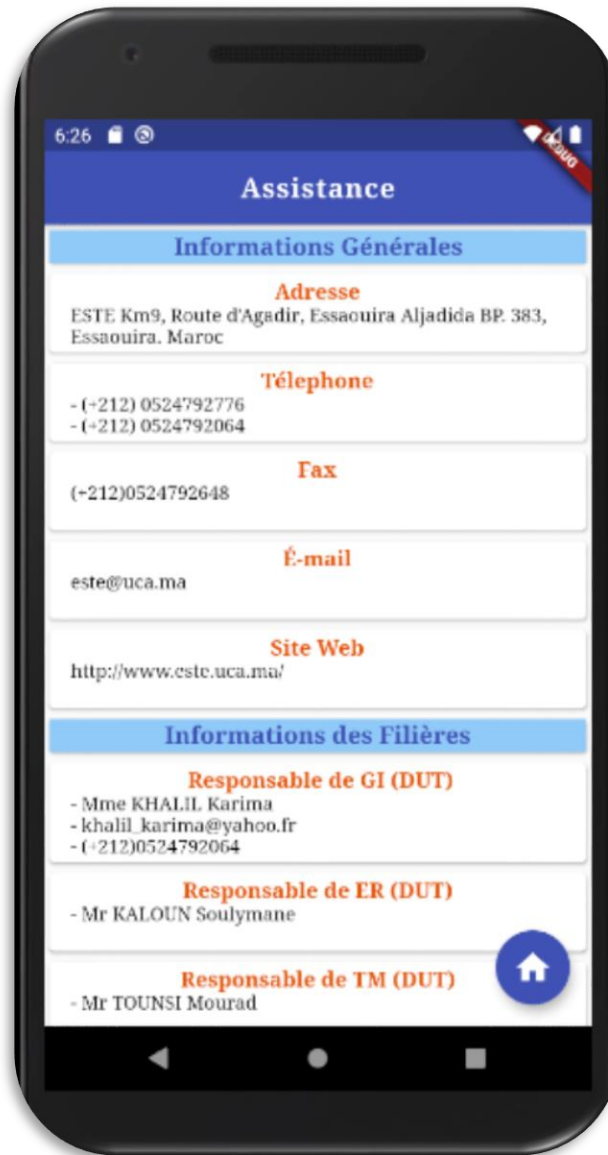 6:26
DEBUG
Assistance
Informations Générales
Adresse
ESTE Km9, Route d'Agadir, Essaouira Aljadida BP. 383,
Essaouira. Maroc
Télephone
- (+212) 0524792776
- (+212) 0524792064
Fax
(+212)0524792648
É-mail
este@uca.ma
Site Web
http://www.este.uca.ma/
Informations des Filières
Responsable de GI (DUT)
- Mme KHALIL Karima
- khalil_karima@yahoo.fr
- (+212)0524792064
Responsable de ER (DUT)
- Mr KALOUN Soulymane
Responsable de TM (DUT)
- Mr TOUNSI Mourad